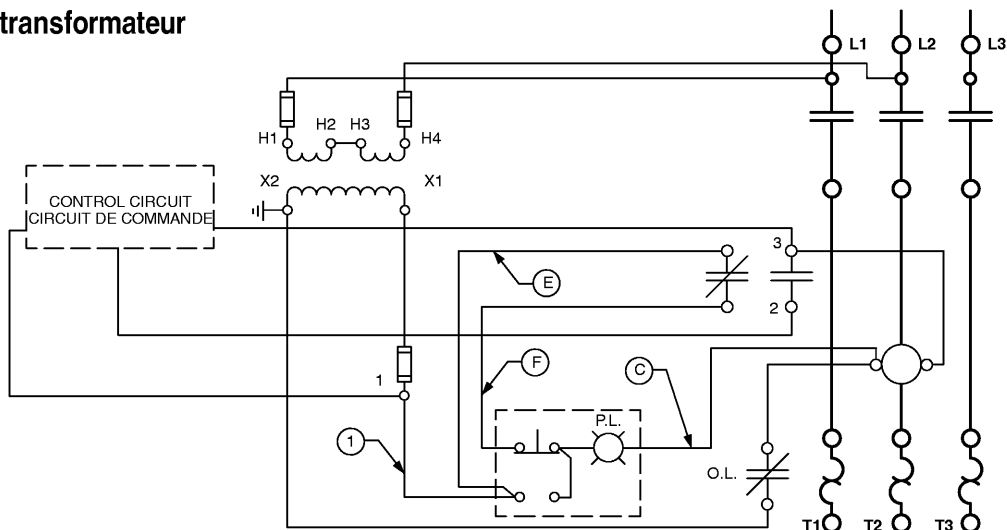 transformateur
L1
L2
L3
H1
H2
H3
H4
X2
X1
CONTROL CIRCUIT
CIRCUIT DE COMMANDE
3
E
2
F
C
1
P.L.
1
O.L.
T1
T2
T3